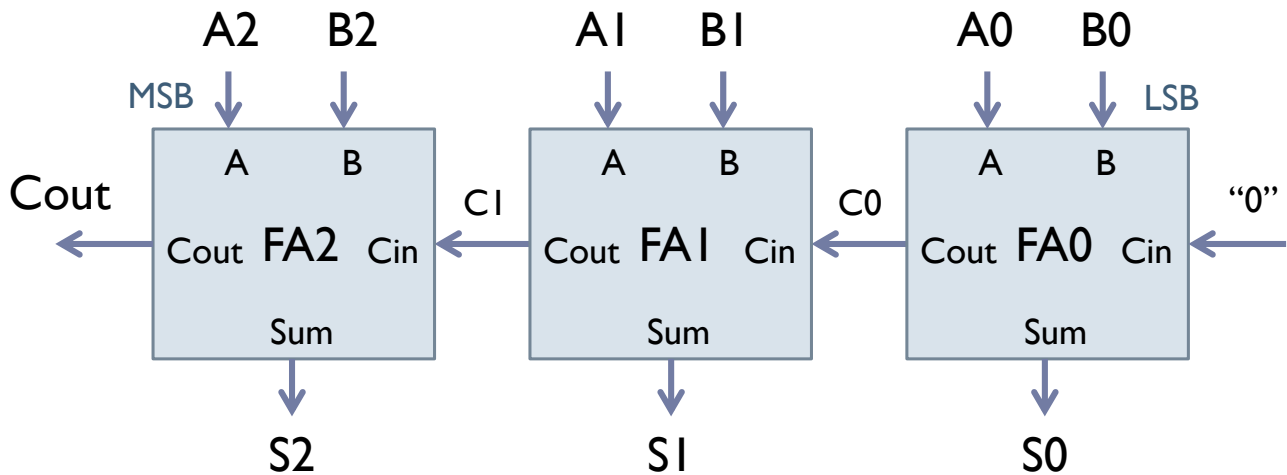 A2 B2 A1 B1 A0 B0
MSB LSB
A B A B A B
Cout C1 C0 “0”
Cout FA2 Cin Cout FA1 Cin Cout FA0 Cin
Sum Sum Sum
S2 S1 S0